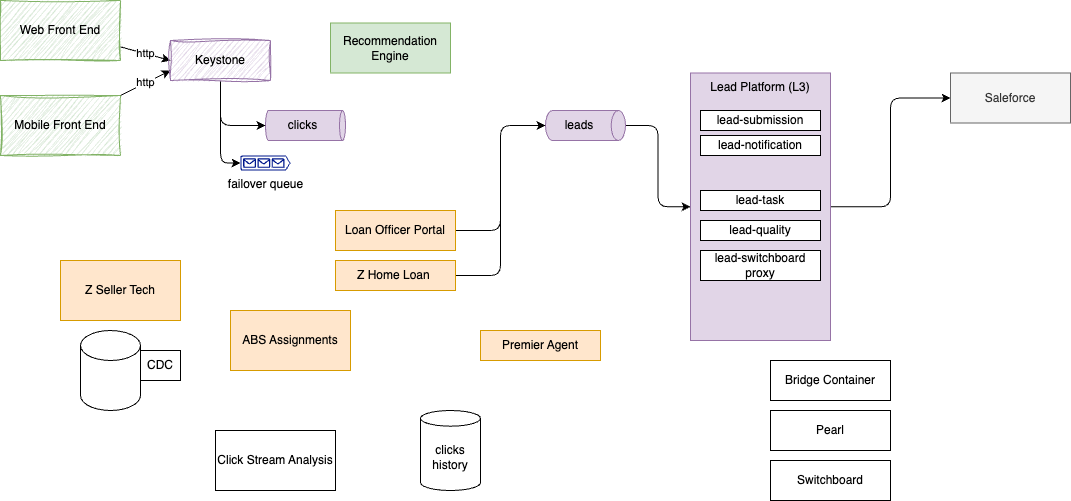 Web Front End
http
Keystone
Recommendation
Engine
http
Mobile Front End
clicks
failover queue
leads
Lead Platform (L3)
lead-submission
lead-notification
lead-task
lead-quality
lead-switchboard
proxy
Saleforce
Loan Officer Portal
Z Home Loan
Z Seller Tech
CDC
ABS Assignments
Premier Agent
Click Stream Analysis
clicks
history
Bridge Container
Pearl
Switchboard